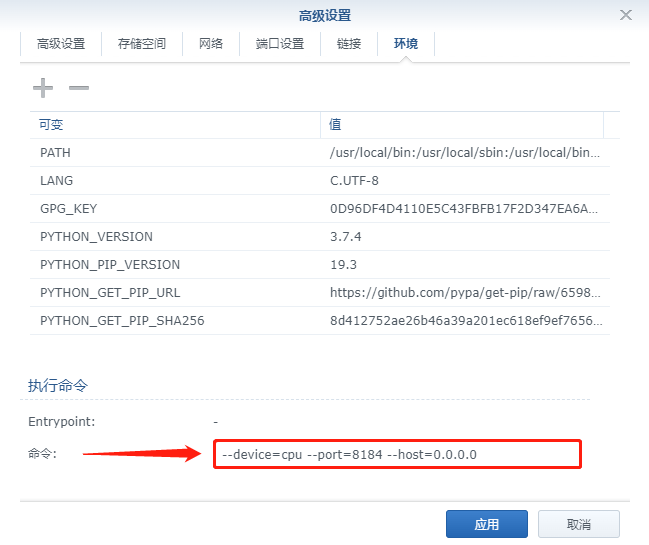 高级设置
高级设置 存储空间 网络 端口设置 链接 环境
可变 值
PATH /usr/local/bin:/usr/local/sbin:/usr/local/bin...
LANG C.UTF-8
GPG_KEY 0D96DF4D4110E5C43FBFB17F2D347EA6A...
PYTHON_VERSION 3.7.4
PYTHON_PIP_VERSION 19.3
PYTHON_GET_PIP_URL https://github.com/pypa/get-pip/raw/6598...
PYTHON_GET_PIP_SHA256 8d412752ae26b46a39a201ec618ef9ef7656...
执行命令
Entrypoint: -
命令: --device=cpu --port=8184 --host=0.0.0.0
应用 取消